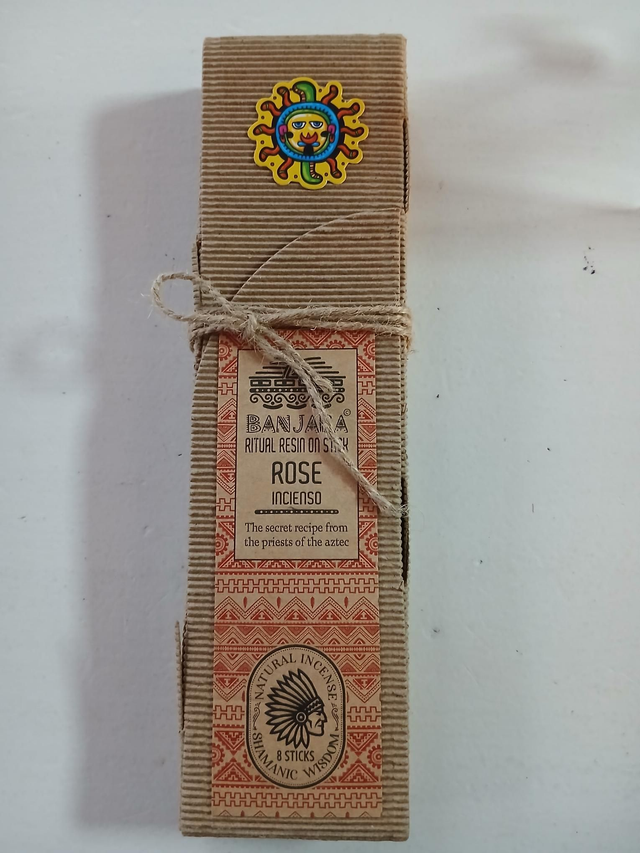 BANJARA©
RITUAL RESIN ON STICK
ROSE
INCIENSO
The secret recipe from
the priests of the aztec
NATURAL INCENSE
8 STICKS
SHAMANIC WISDOM